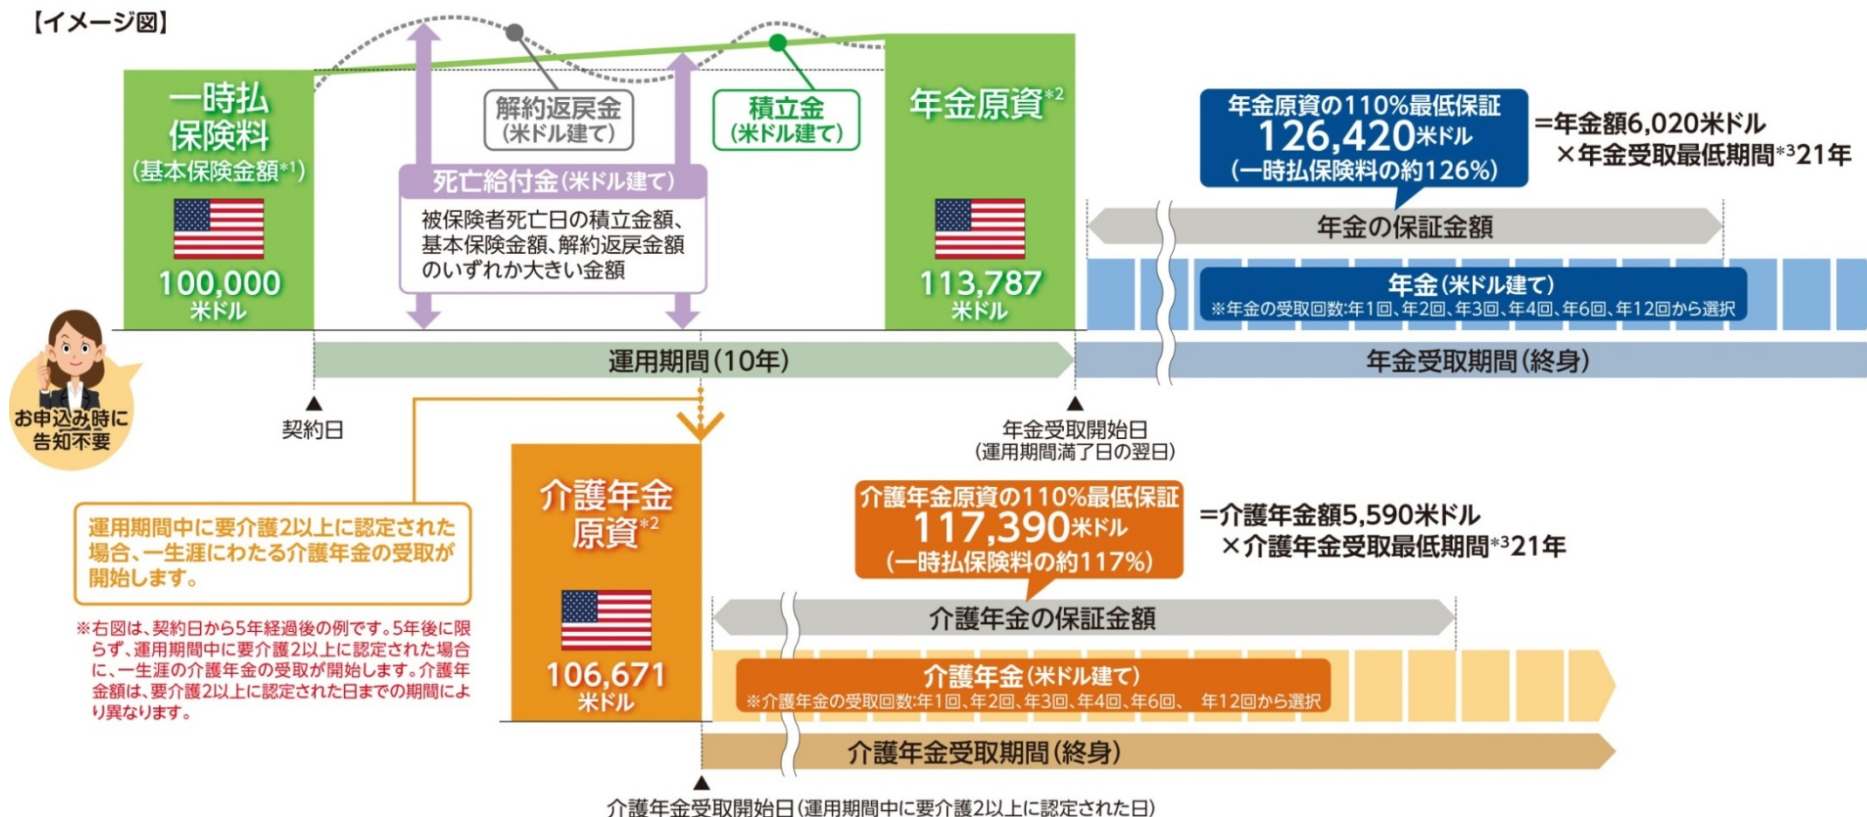 【イメージ図】
一時払
保険料
(基本保険金額*1)
100,000
米ドル
解約返戻金
(米ドル建て)
積立金
(米ドル建て)
死亡給付金(米ドル建て)
被保険者死亡日の積立金額、
基本保険金額、解約返戻金額
のいずれか大きい金額
年金原資*2
113,787
米ドル
年金原資の110%最低保証
126,420米ドル
(一時払保険料の約126%)
=年金額6,020米ドル
×年金受取最低期間*321年
年金の保証金額
年金(米ドル建て)
※年金の受取回数:年1回、年2回、年3回、年4回、年6回、年12回から選択
運用期間(10年)
年金受取期間(終身)
お申込み時に
告知不要
契約日
年金受取開始日
(運用期間満了日の翌日)
運用期間中に要介護2以上に認定された
場合、一生涯にわたる介護年金の受取が
開始します。
※右図は、契約日から5年経過後の例です。5年後に限
らず、運用期間中に要介護2以上に認定された場合
に、一生涯の介護年金の受取が開始します。介護年
金額は、要介護2以上に認定された日までの期間によ
り異なります。
介護年金
原資*2
106,671
米ドル
介護年金原資の110%最低保証
117,390米ドル
(一時払保険料の約117%)
=介護年金額5,590米ドル
×介護年金受取最低期間*321年
介護年金の保証金額
介護年金(米ドル建て)
※介護年金の受取回数:年1回、年2回、年3回、年4回、年6回、 年12回から選択
介護年金受取期間(終身)
介護年金受取開始日(運用期間中に要介護2以上に認定された日)